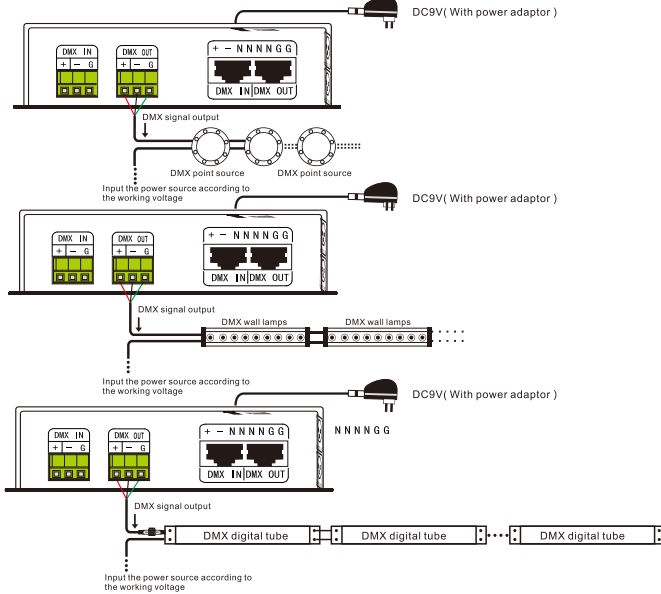 DC9V( With power adaptor )
DMX IN
+ - G
DMX OUT
+ - G
+ - N N N N G G
DMX IN DMX OUT
DMX signal output
DMX point source
DMX point source
Input the power source according to
the working voltage
DC9V( With power adaptor )
DMX IN
+ - G
DMX OUT
+ - G
+ - N N N N G G
DMX IN DMX OUT
DMX signal output
DMX wall lamps
DMX wall lamps
Input the power source according to
the working voltage
DC9V( With power adaptor )
DMX IN
+ - G
DMX OUT
+ - G
+ - N N N N G G
N N N N G G
DMX IN DMX OUT
DMX signal output
DMX digital tube
DMX digital tube
DMX digital tube
Input the power source according to
the working voltage